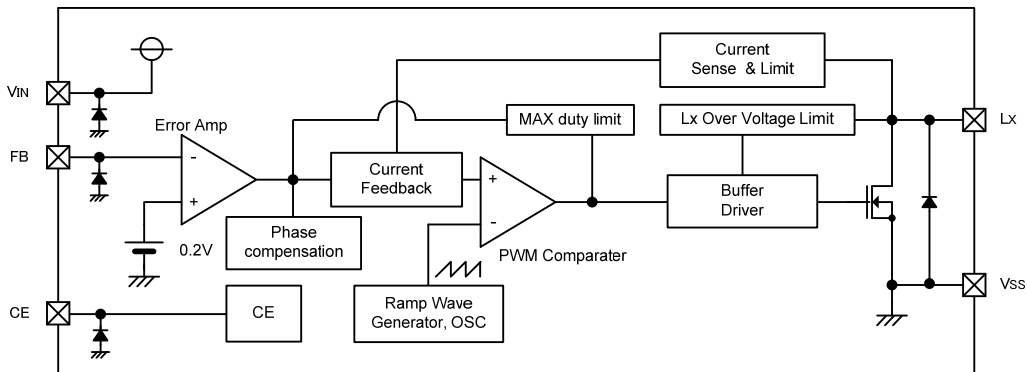 Current
Sense & Limit
VIN
Error Amp
MAX duty limit
Lx Over Voltage Limit
LX
FB
-
+
Current
Feedback
+
-
Buffer
Driver
0.2V
Phase
compensation
PWM Comparater
CE
CE
Ramp Wave
Generator, OSC
VSS